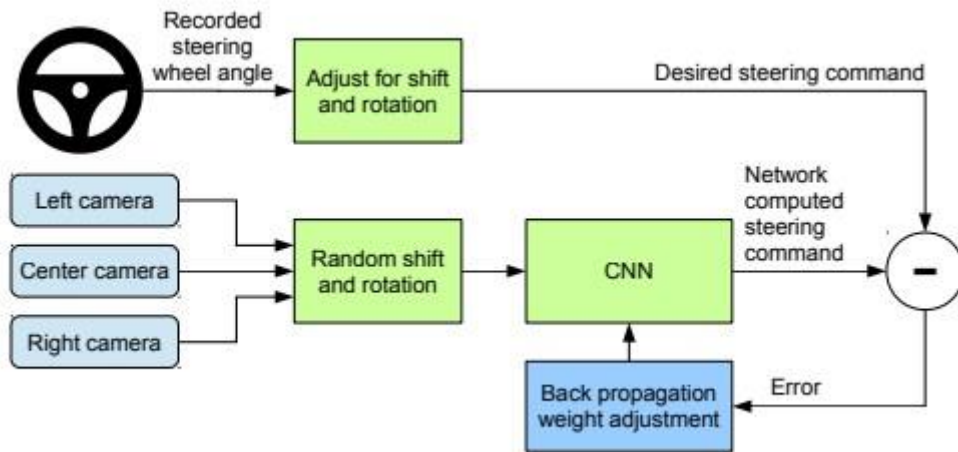 Recorded
steering
wheel angle
Adjust for shift
and rotation
Desired steering command
Left camera
Center camera
Right camera
Random shift
and rotation
CNN
Network
computed
steering
command
-
Back propagation
weight adjustment
Error